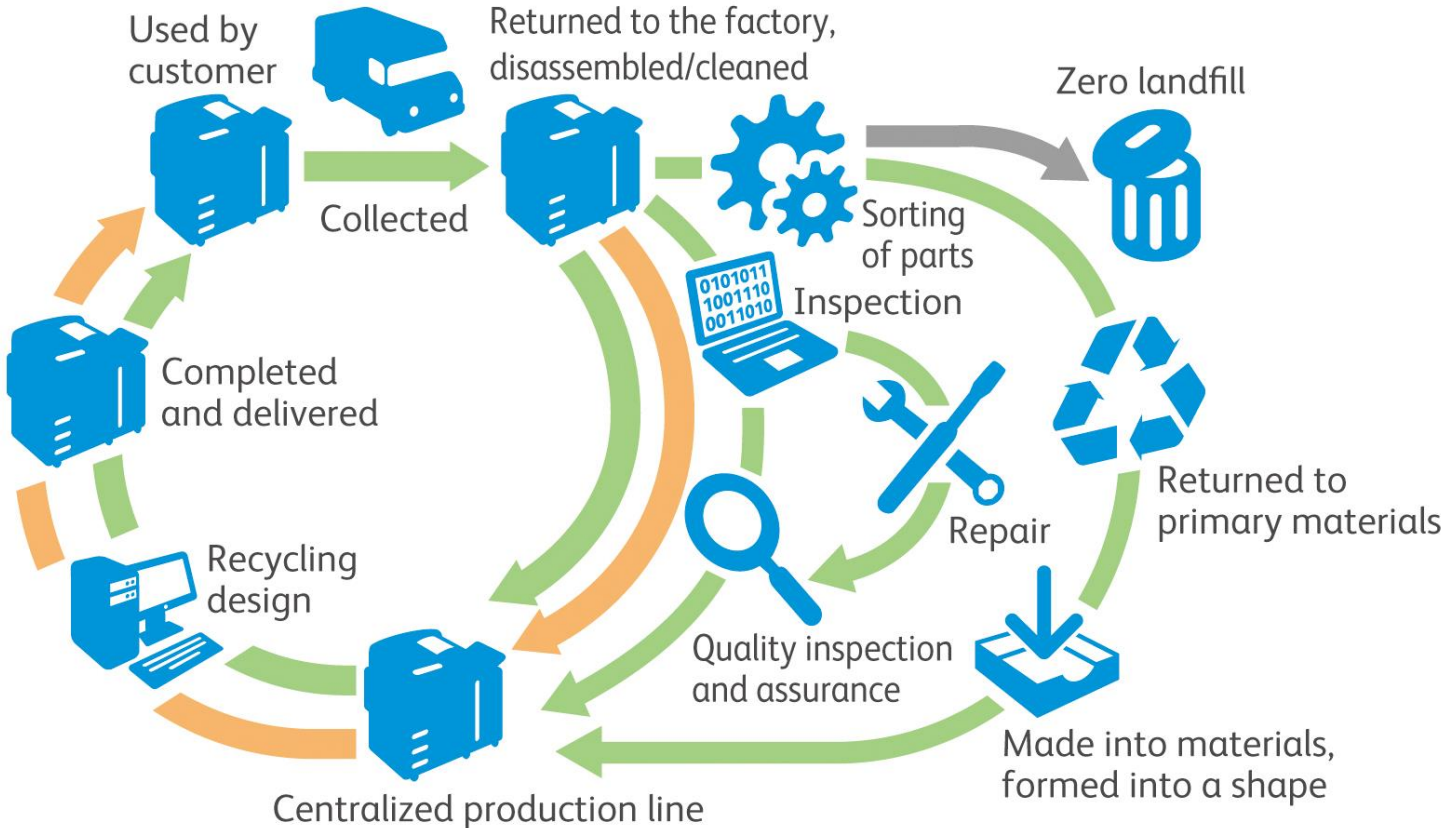 Used by
customer
Returned to the factory,
disassembled/cleaned
Zero landfill
Collected
Sorting
of parts
0101011
1001110
0011010
Inspection
Completed
and delivered
Returned to
primary materials
Repair
Recycling
design
Quality inspection
and assurance
Made into materials,
formed into a shape
Centralized production line